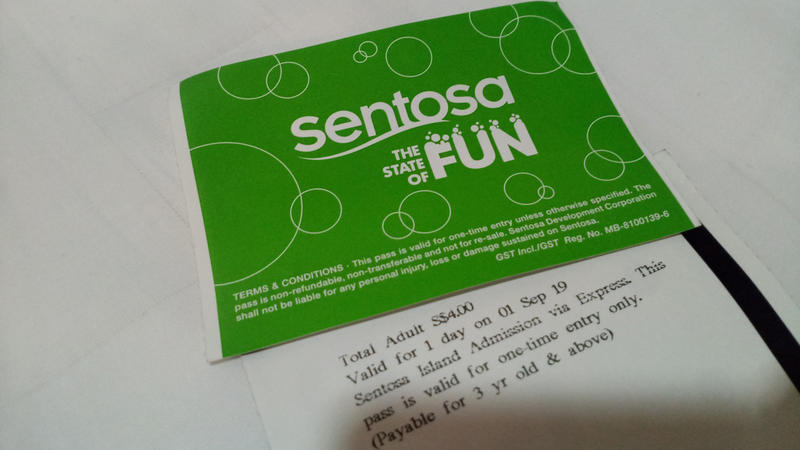 sentosa
THE
STATE
OF
FUN
TERMS & CONDITIONS - This pass is valid for one-time entry unless otherwise specified. The
pass is non-refundable, non-transferable and not for re-sale. Sentosa Development Corporation
shall not be liable for any personal injury, loss or damage sustained on Sentosa.
GST Incl./GST Reg. No. MB-8100139-6
Total Adult S$4.00
Valid for 1 day on 01 Sep 19
Sentosa Island Admission via Express. This
pass is valid for one-time entry only.
(Payable for 3 yr old & above)